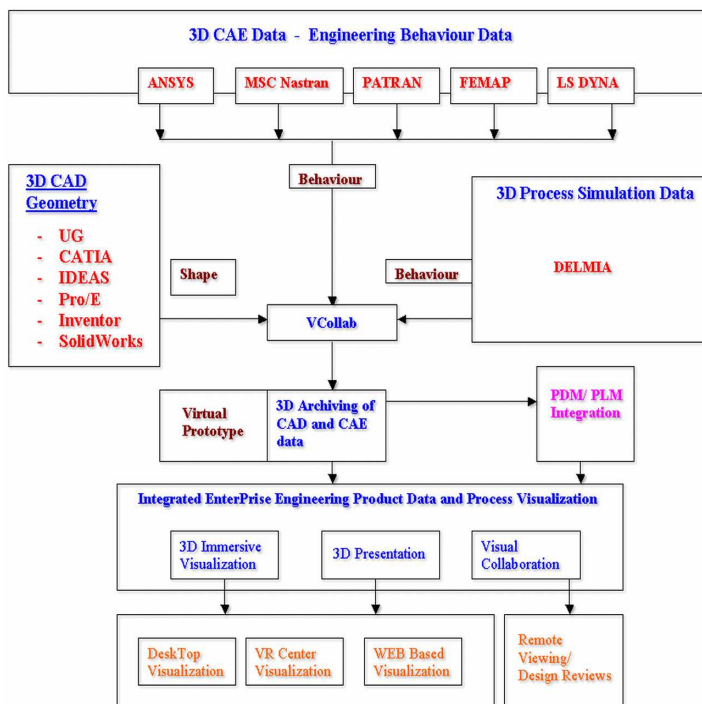 3D CAE Data - Engineering Behaviour Data
ANSYS
MSC Nastran
PATRAN
FEMAP
LS DYNA
Behaviour
3D CAD
Geometry
- UG
- CATIA
- IDEAS
- Pro/E
- Inventor
- SolidWorks
Shape
3D Process Simulation Data
DELMIA
Behaviour
VCollab
Virtual
Prototype
3D Archiving of
CAD and CAE
data
PDM/ PLM
Integration
Integrated EnterPrise Engineering Product Data and Process Visualization
3D Immersive
Visualization
3D Presentation
Visual
Collaboration
DeskTop
Visualization
VR Center
Visualization
WEB Based
Visualization
Remote
Viewing/
Design Reviews